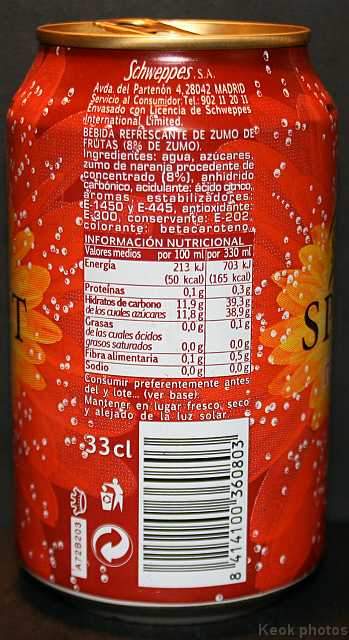 Schweppes, S.A.
Avda. del Partenón 4, 28042 MADRID
Servicio al Consumidor: Tel: 902 11 20 11
Envasado con Licencia de Schweppes
International Limited.
BEBIDA REFRESCANTE DE ZUMO DE
FRUTAS (8% DE ZUMO).
Ingredientes: agua, azúcares,
zumo de naranja procedente de
concentrado (8%), anhídrido
carbónico, acidulante: ácido cítrico,
aromas, estabilizadores:
E-1450 y E-445, antioxidante:
E-300, conservante: E-202,
colorante: betacaroteno.
INFORMACIÓN NUTRICIONAL
Valores medios por 100 ml por 330 ml
Energía 213 kJ 703 kJ
(50 kcal) (165 kcal)
Proteínas 0,1 g 0,3 g
Hidratos de carbono 11,9 g 39,3 g
de los cuales azúcares 11,8 g 38,9 g
Grasas 0,0 g 0,1 g
de las cuales ácidos
grasos saturados 0,0 g 0,0 g
Fibra alimentaria 0,1 g 0,5 g
Sodio 0,0 g 0,0 g
Consumir preferentemente antes
del y lote... (ver base).
Mantener en lugar fresco, seco
y alejado de la luz solar.
33 cl
A728203
8 414100 360803
T
S
Keok photos